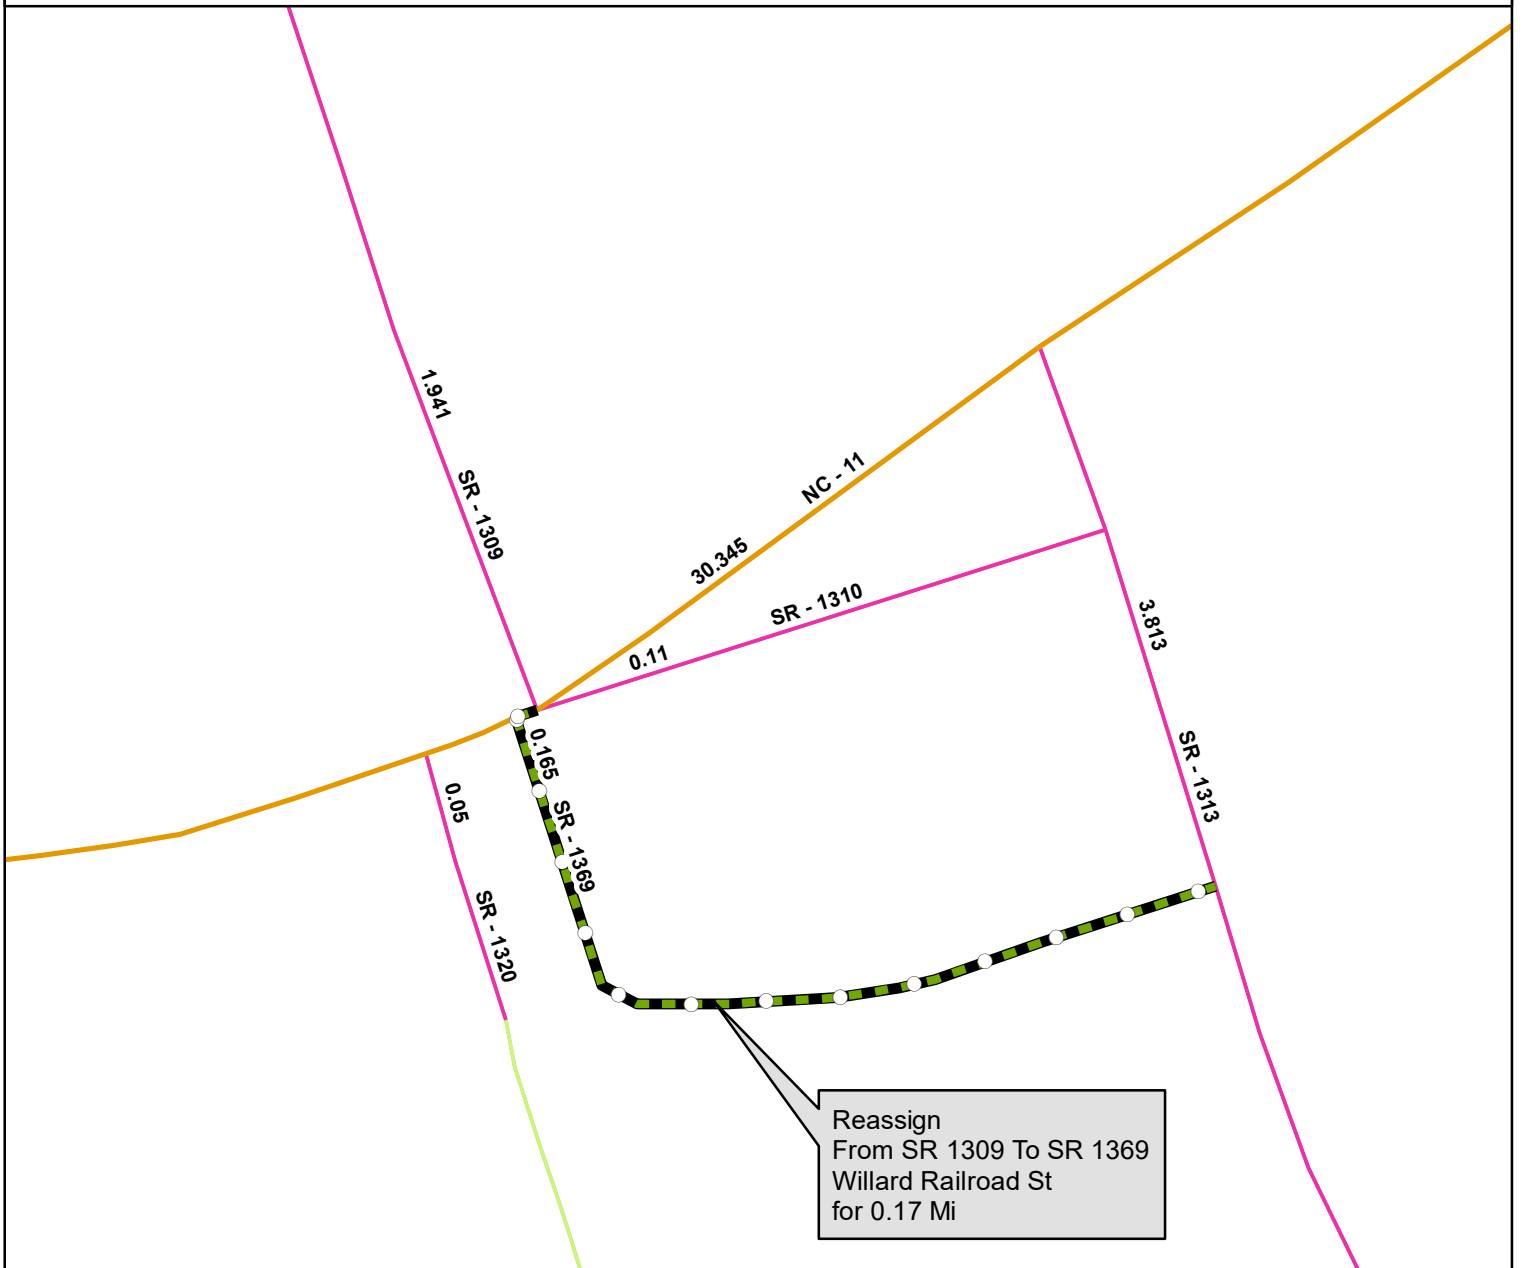 1.941
SR - 1309
NC - 11
30.345
SR - 1310
0.11
3.813
SR - 1313
0.165
SR - 1369
0.05
SR - 1320
Reassign
From SR 1309 To SR 1369
Willard Railroad St
for 0.17 Mi